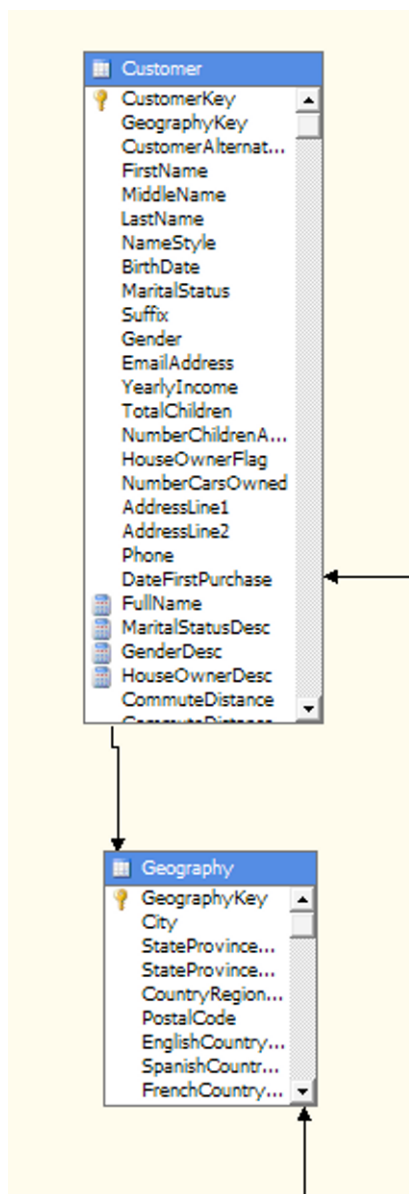 Customer
CustomerKey
GeographyKey
CustomerAlternat...
FirstName
MiddleName
LastName
NameStyle
BirthDate
MaritalStatus
Suffix
Gender
EmailAddress
YearlyIncome
TotalChildren
NumberChildrenA...
HouseOwnerFlag
NumberCarsOwned
AddressLine1
AddressLine2
Phone
DateFirstPurchase
FullName
MaritalStatusDesc
GenderDesc
HouseOwnerDesc
CommuteDistance
Geography
GeographyKey
City
StateProvince...
StateProvince...
CountryRegion...
PostalCode
EnglishCountry...
SpanishCountr...
FrenchCountry...